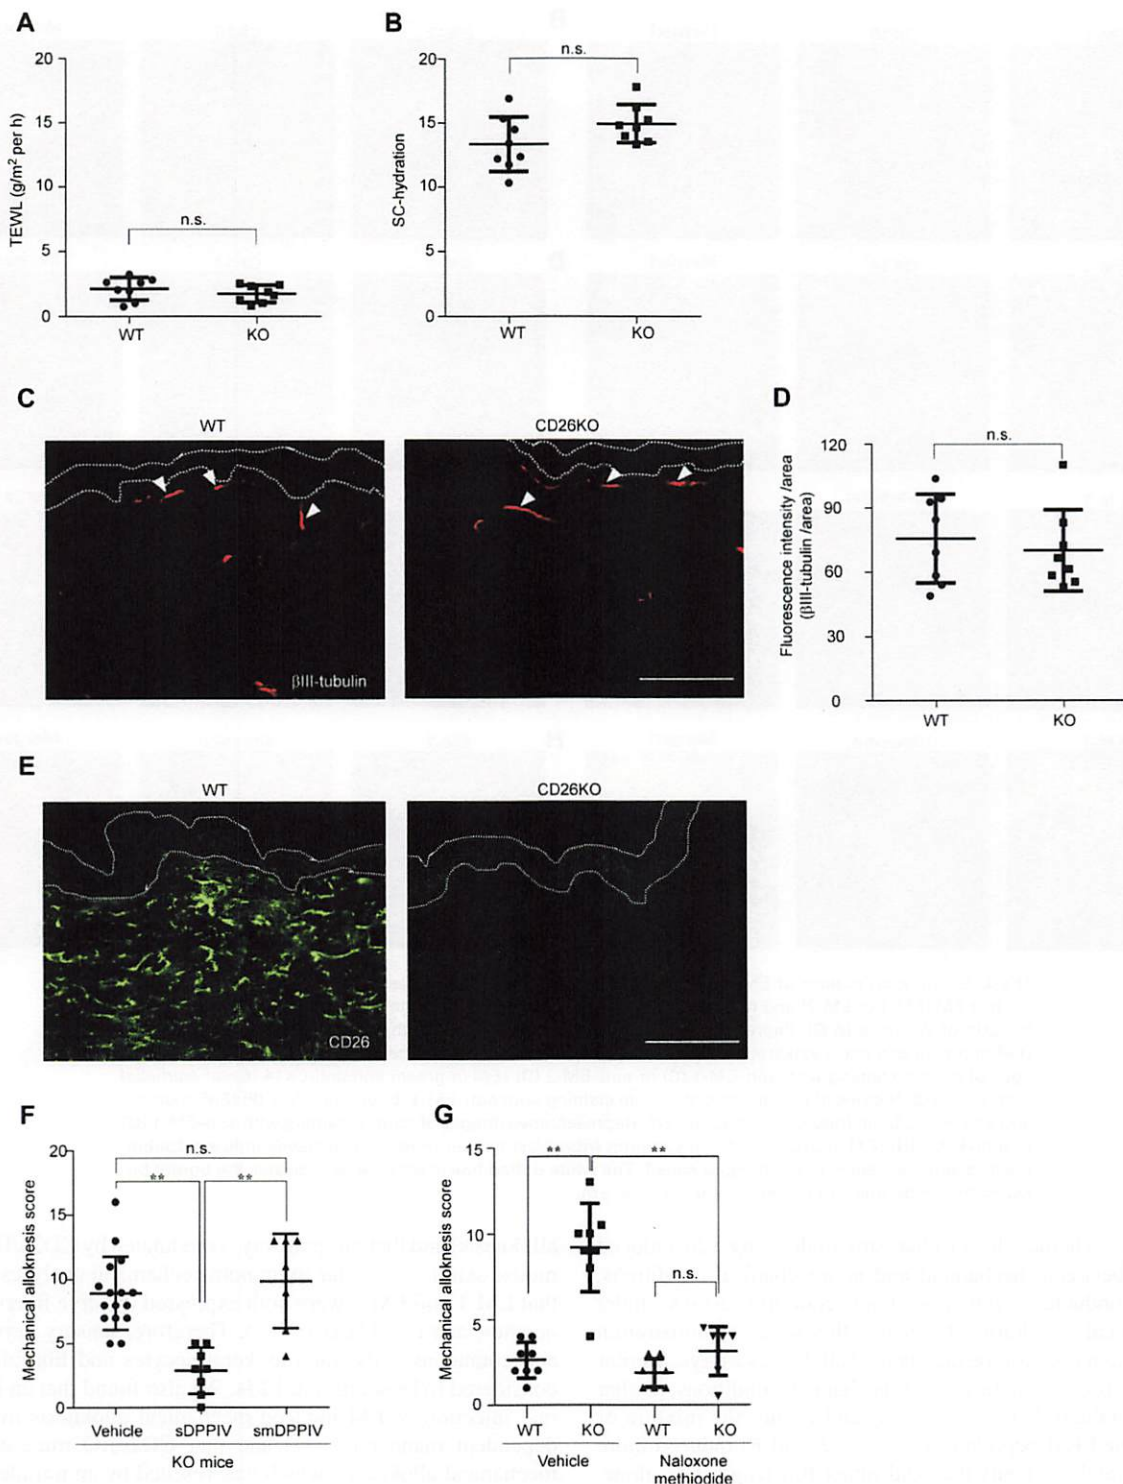 A
20
15
10
5
0
TEWL (g/m² per h)
n.s.
WT
KO
B
20
15
10
5
0
SC-hydration
n.s.
WT
KO
C
WT
CD26KO
βIII-tubulin
D
120
90
60
30
0
Fluorescence intensity /area
(βIII-tubulin /area)
n.s.
WT
KO
E
WT
CD26KO
CD26
F
20
15
10
5
0
Mechanical alloknesis score
n.s.
**
**
Vehicle
sDPPIV
smDPPIV
KO mice
G
15
10
5
0
Mechanical alloknesis score
**
**
n.s.
WT
KO
WT
KO
Vehicle
Naloxone
methiodide